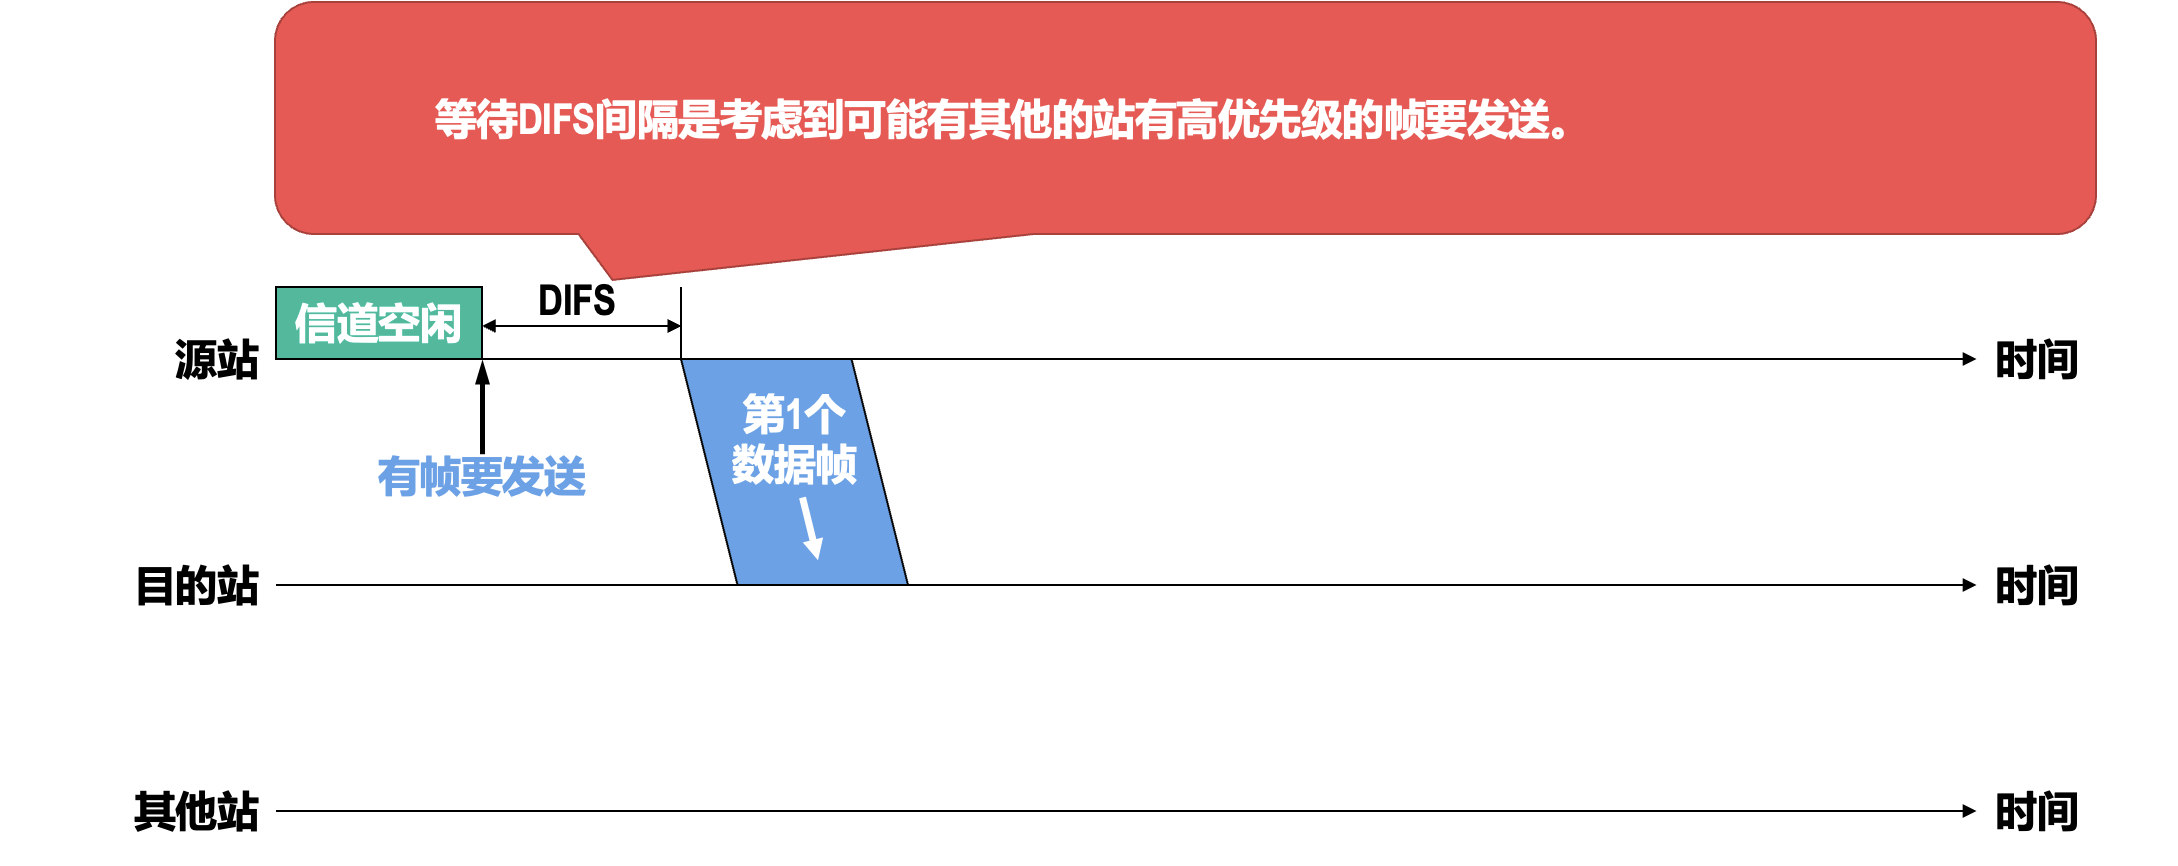 等待DIFS间隔是考虑到可能有其他的站有高优先级的帧要发送。
DIFS
信道空闲
源站
时间
有帧要发送
第1个
数据帧
目的站
时间
其他站
时间